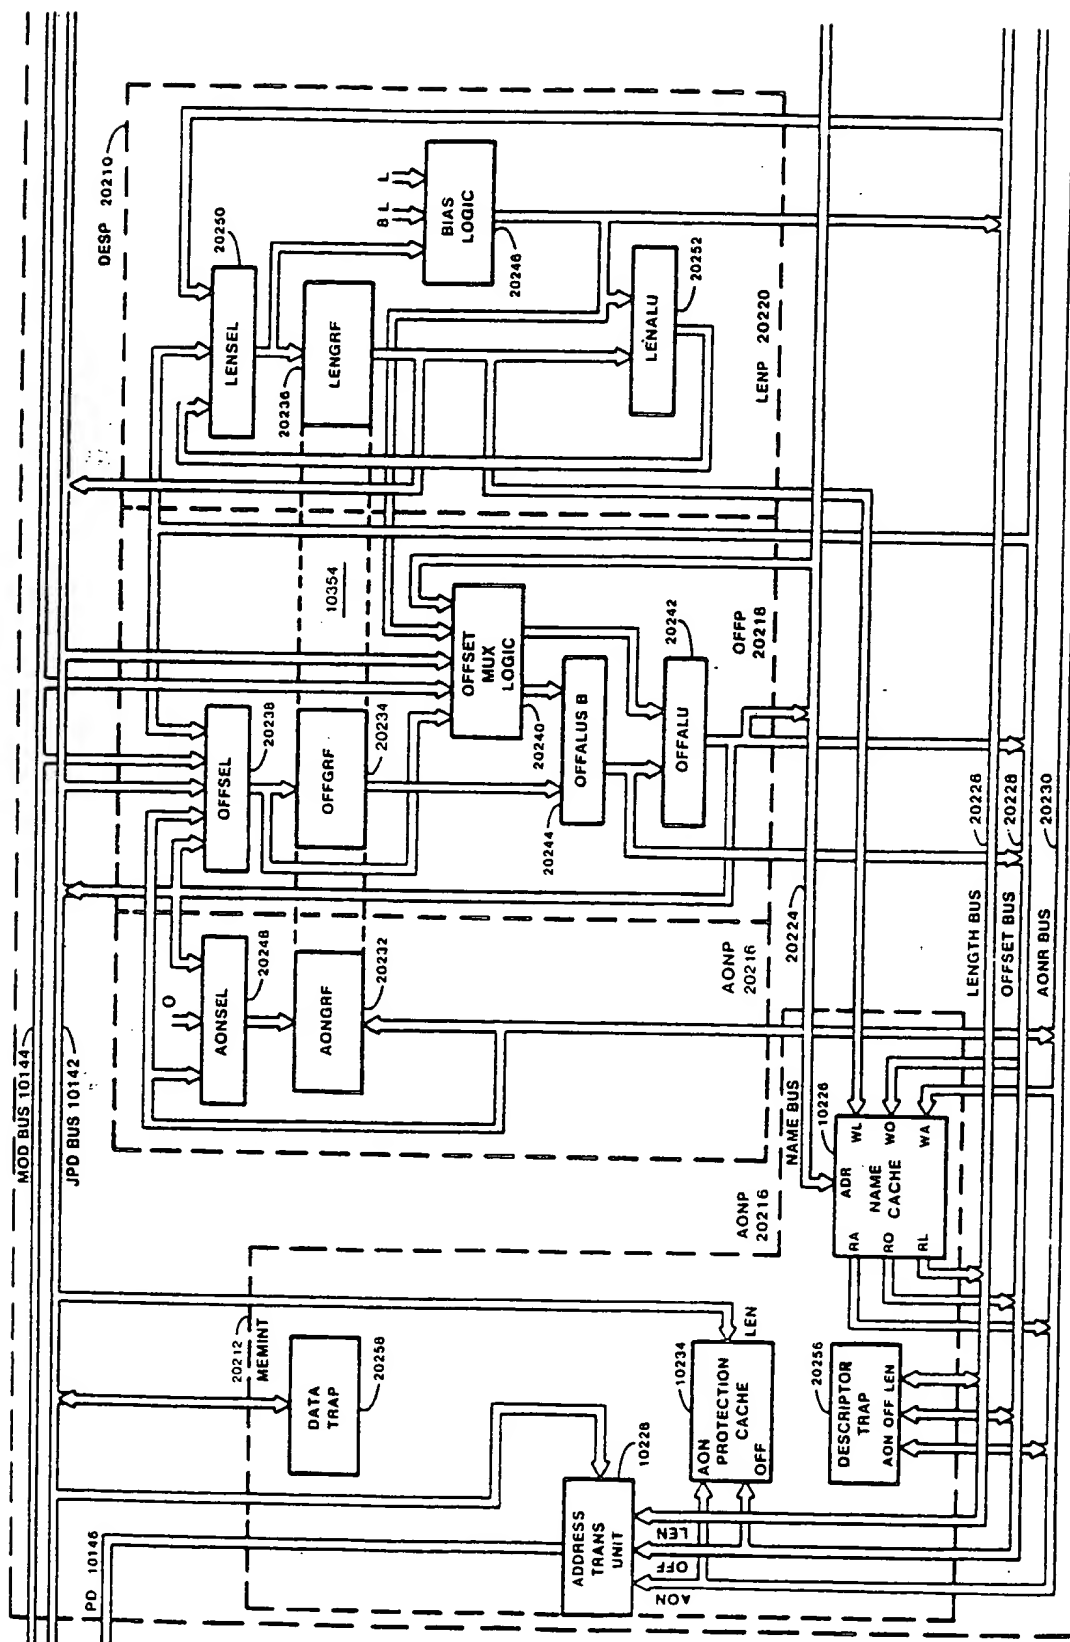 MOD BUS 10144
JPD BUS 10142
PD 10146
DESP 20210
20250
LENSEL
20236
LENGRF
B L
L
BIAS
LOGIC
20246
20252
LENALU
LENP 20220
10354
20238
OFFSEL
20234
OFFGRF
OFFSET
MUX
LOGIC
20240
OFFALUS B
20244
20242
OFFALU
OFFP
20218
O
AONSEL
20248
AONGRF
20232
AONP
20216
20224
NAME BUS
LENGTH BUS
20226
OFFSET BUS
20228
AONR BUS
20230
AONP
20216
10226
ADR
WL
WO
WA
NAME
CACHE
RA
RO
RL
20212
MEMINT
DATA
TRAP
20258
LEN
10234
AON
PROTECTION
CACHE
OFF
20256
DESCRIPTOR
TRAP
AON OFF LEN
10228
ADDRESS
TRANS
UNIT
LEN
OFF
AON